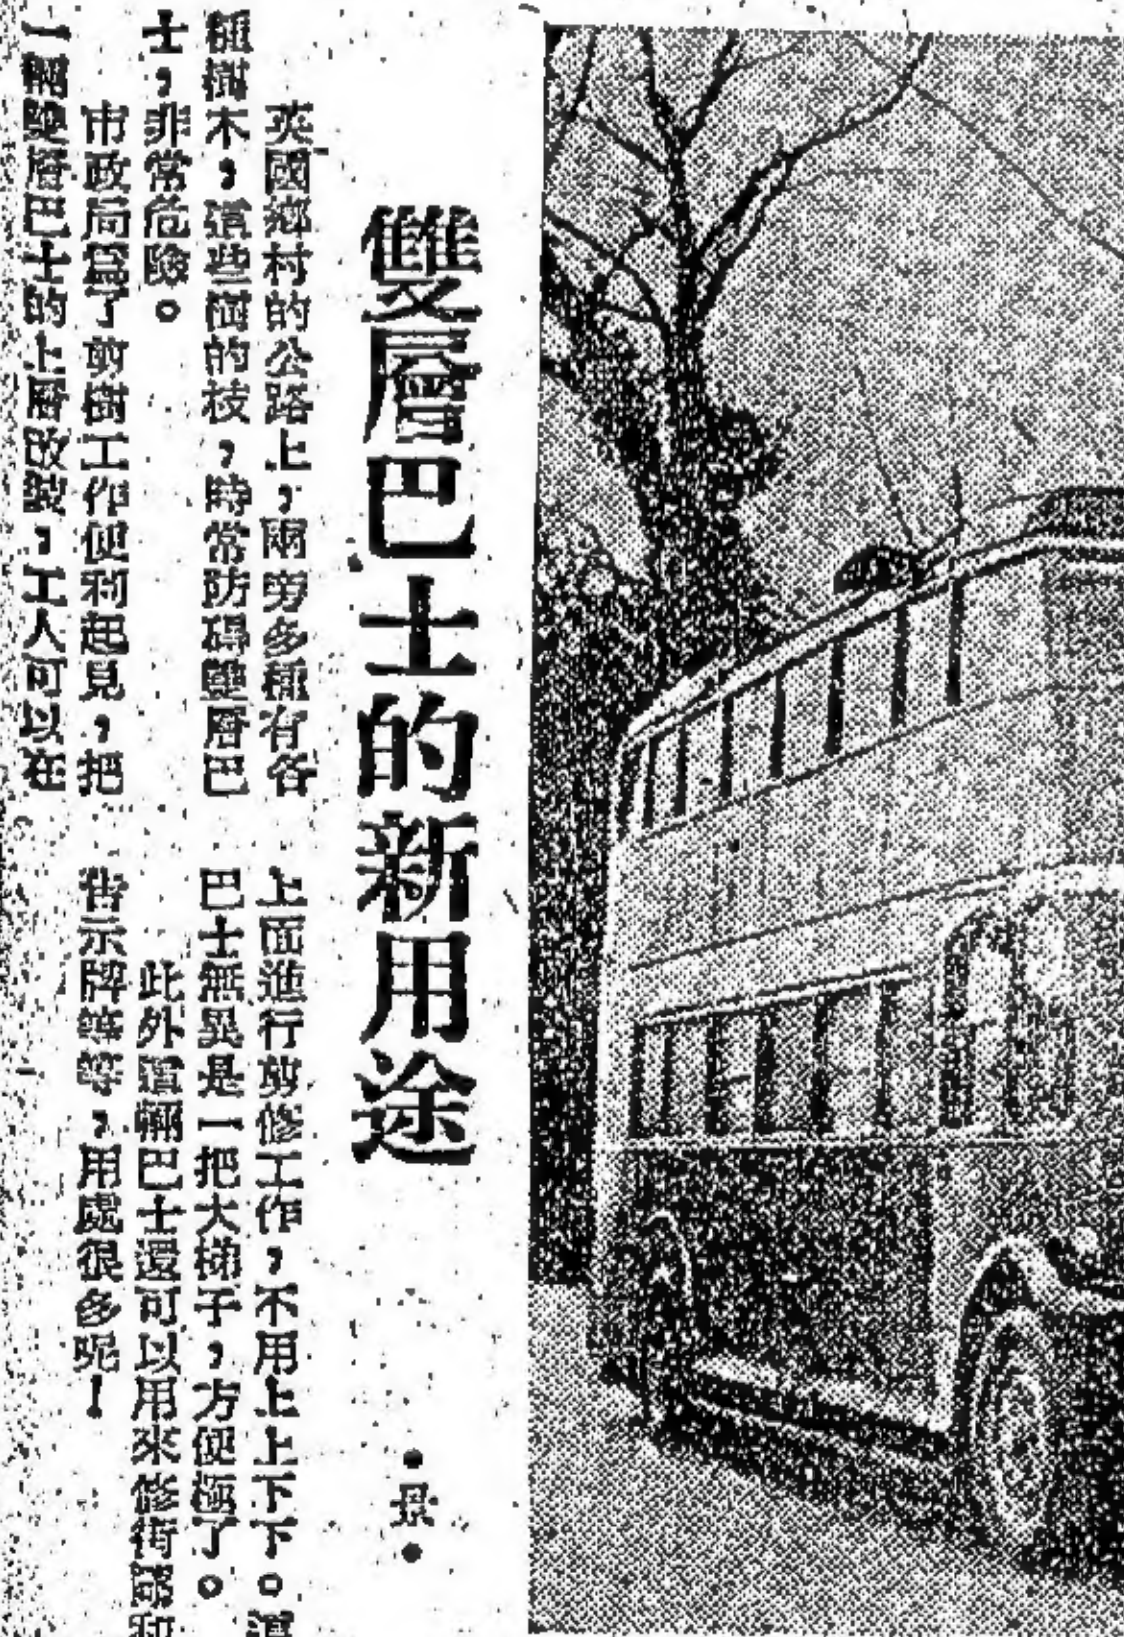 雙層巴士的新用途
•景•
英國鄉村的公路上，兩旁多種有各
種樹木，這些樹的枝，時常防碍雙層巴
士，非常危險。
市政局爲了剪樹工作便利起見，把
一輛雙層巴士的上層改裝，工人可以在
上面進行剪修工作，不用上上下下。這
巴士無異是一把大梯子，方便極了。
此外這輛巴士還可以用來修街燈和
告示牌等等，用處很多呢！